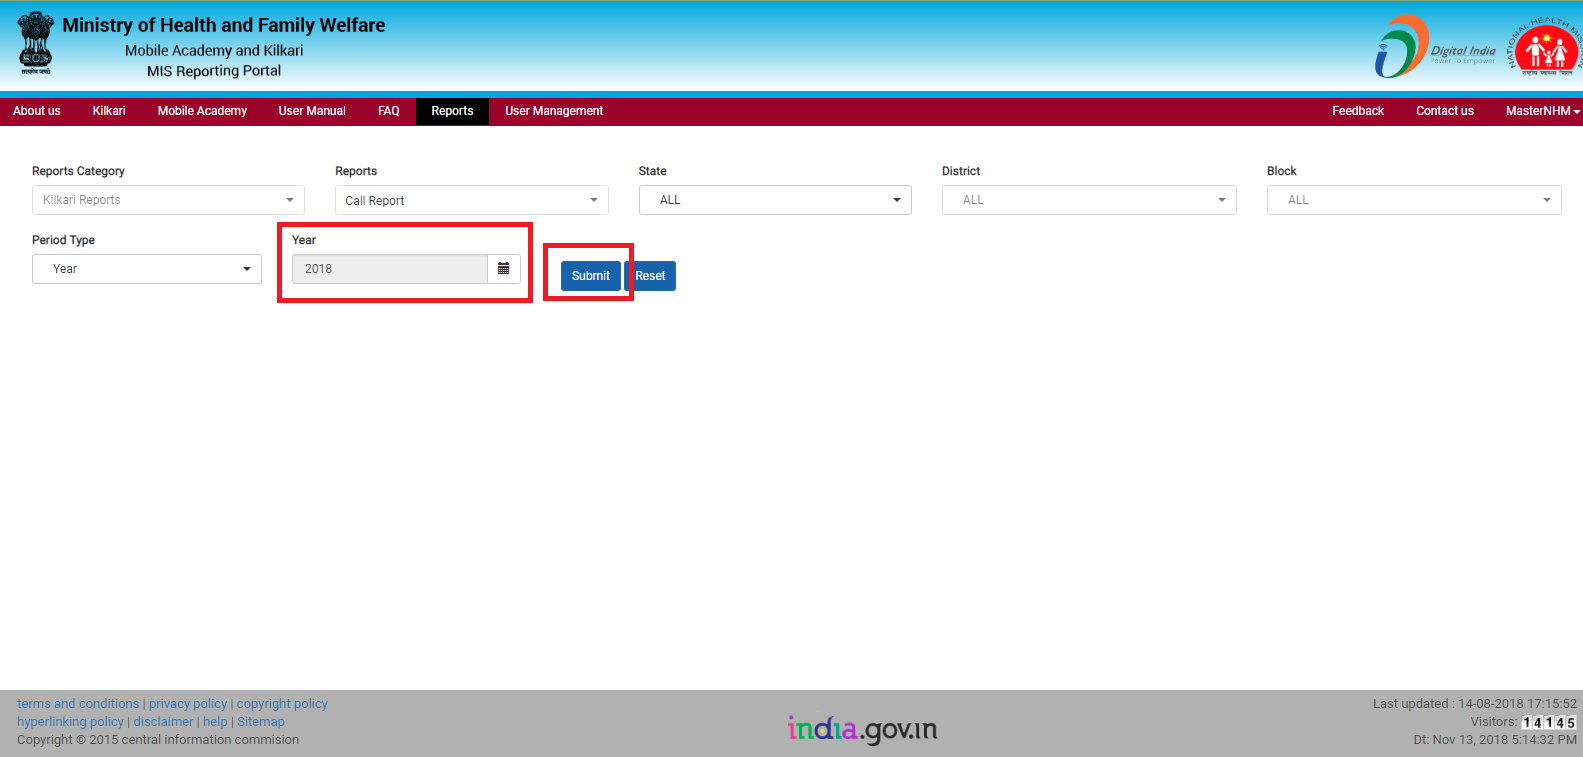 Ministry of Health and Family Welfare
Mobile Academy and Kilkari
MIS Reporting Portal
सत्यमेव जयते
Digital India
Power To Empower
NATIONAL HEALTH MISSION
राष्ट्रीय स्वास्थ्य मिशन
About us Kilkari Mobile Academy User Manual FAQ Reports User Management Feedback Contact us MasterNHM
Reports Category Reports State District Block
Kilkari Reports Call Report ALL ALL ALL
Period Type Year
Year 2018 Submit Reset
terms and conditions | privacy policy | copyright policy
hyperlinking policy | disclaimer | help | Sitemap
Copyright © 2015 central information commision
india.gov.in
Last updated : 14-08-2018 17:15:52
Visitors: 14145
Dt: Nov 13, 2018 5:14:32 PM